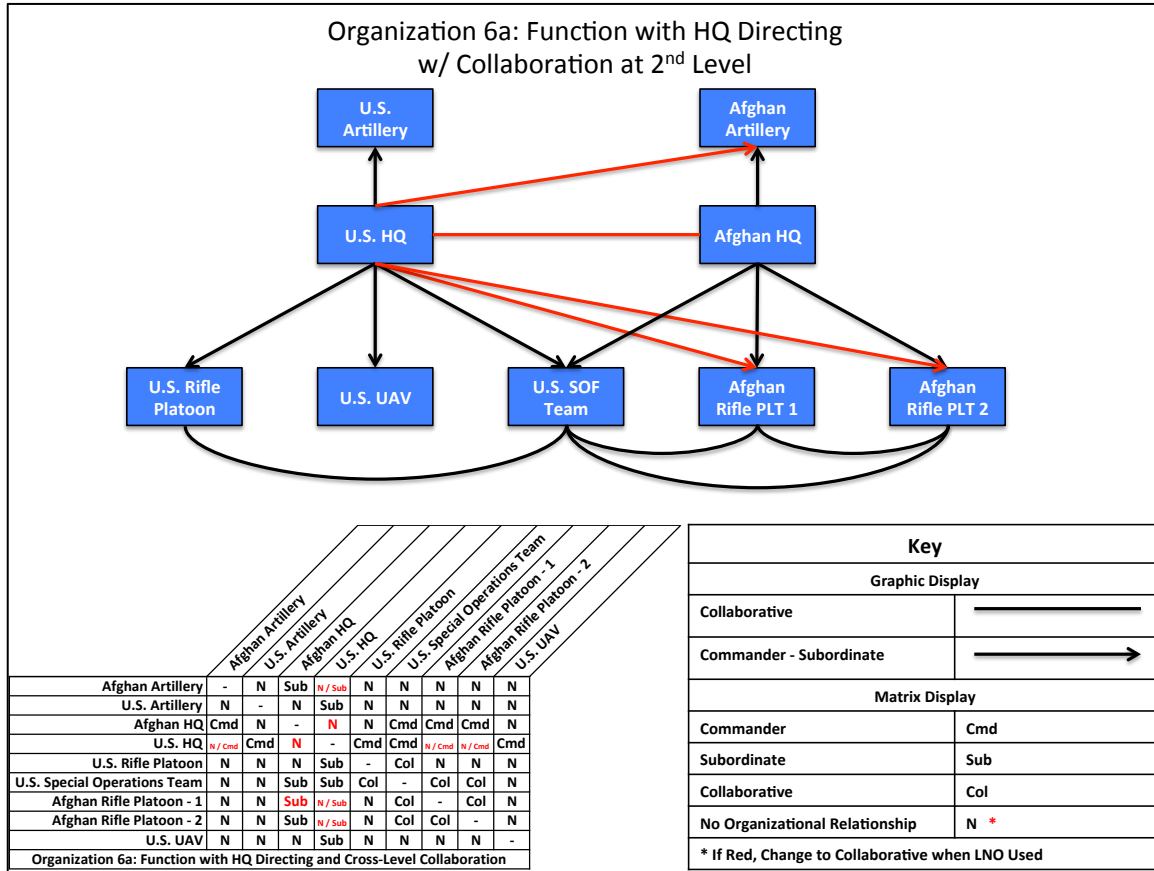 Organization 6a: Function with HQ Directing
w/ Collaboration at 2nd Level
U.S.
Artillery
Afghan
Artillery
U.S. HQ
Afghan HQ
U.S. Rifle
Platoon
U.S. UAV
U.S. SOF
Team
Afghan
Rifle PLT 1
Afghan
Rifle PLT 2
Afghan Artillery
U.S. Artillery
Afghan HQ
U.S. HQ
U.S. Rifle Platoon
U.S. Special Operations Team
Afghan Rifle Platoon - 1
Afghan Rifle Platoon - 2
U.S. UAV
Afghan Artillery - N Sub N / Sub N N N N N
U.S. Artillery N - N Sub N N N N N
Afghan HQ Cmd N - N N Cmd Cmd Cmd N
U.S. HQ N / Cmd Cmd N - Cmd Cmd N / Cmd N / Cmd Cmd
U.S. Rifle Platoon N N N Sub - Col N N N
U.S. Special Operations Team N N Sub Sub Col - Col Col N
Afghan Rifle Platoon - 1 N N Sub N / Sub N Col - Col N
Afghan Rifle Platoon - 2 N N Sub N / Sub N Col Col - N
U.S. UAV N N N Sub N N N N -
Organization 6a: Function with HQ Directing and Cross-Level Collaboration
Key
Graphic Display
Collaborative
Commander - Subordinate
Matrix Display
Commander Cmd
Subordinate Sub
Collaborative Col
No Organizational Relationship N *
* If Red, Change to Collaborative when LNO Used